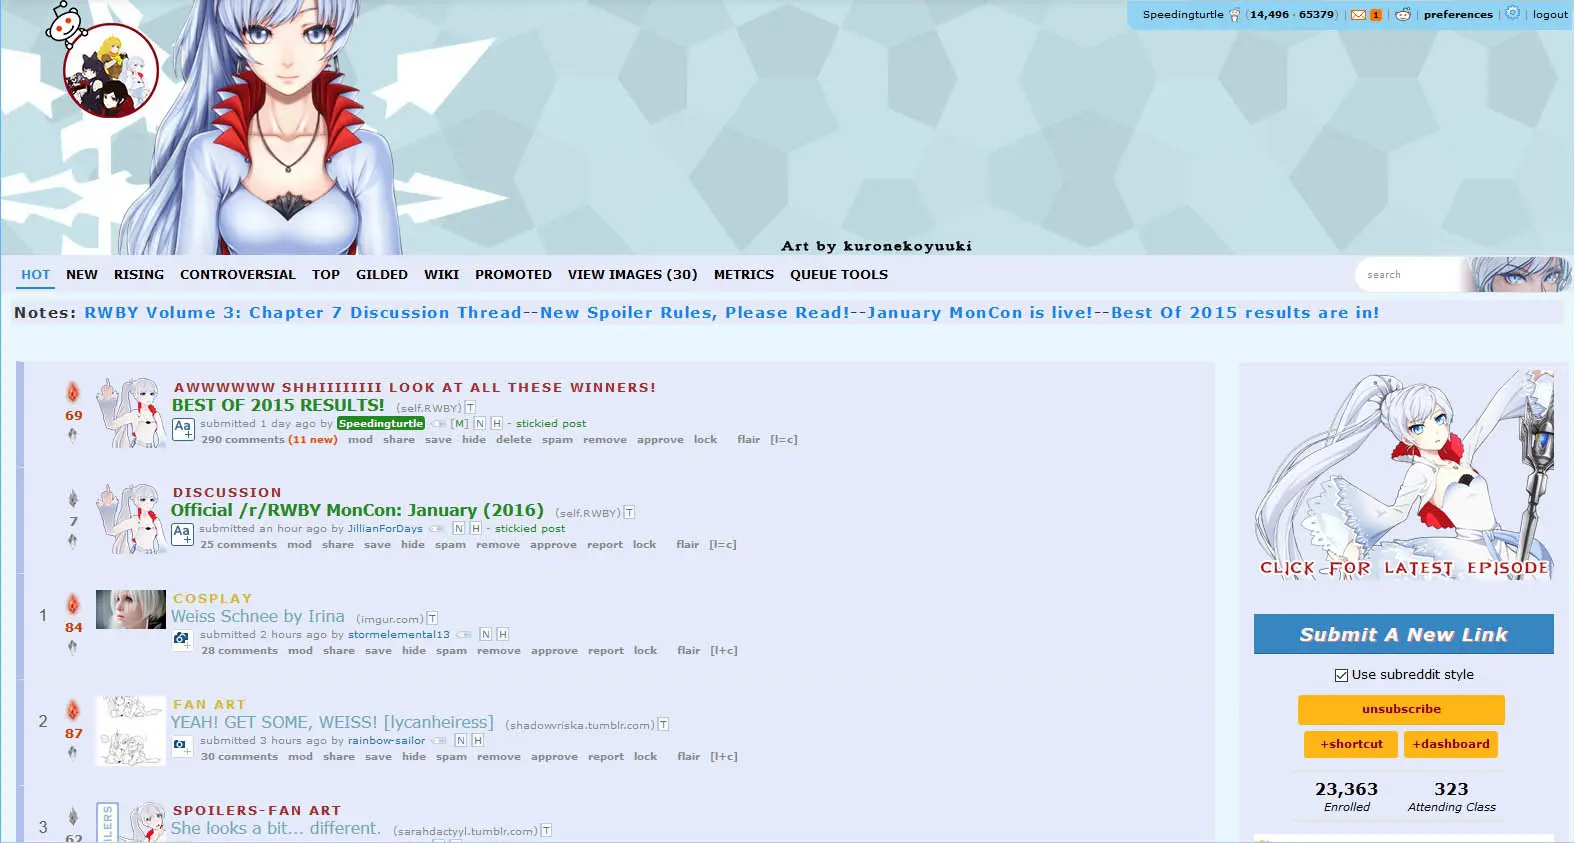 Speedingturtle (14,496 · 65379) | 1 | | preferences | | logout
Art by kuronekoyuuki
HOT NEW RISING CONTROVERSIAL TOP GILDED WIKI PROMOTED VIEW IMAGES (30) METRICS QUEUE TOOLS
search
Notes: RWBY Volume 3: Chapter 7 Discussion Thread--New Spoiler Rules, Please Read!--January MonCon is live!--Best Of 2015 results are in!
AWWWWWW SHHIIIIIIII LOOK AT ALL THESE WINNERS!
69 BEST OF 2015 RESULTS! (self.RWBY) T
Aa+ submitted 1 day ago by Speedingturtle [M] N H - stickied post
290 comments (11 new) mod share save hide delete spam remove approve lock flair [l=c]
DISCUSSION
7 Official /r/RWBY MonCon: January (2016) (self.RWBY) T
Aa+ submitted an hour ago by JillianForDays N H - stickied post
25 comments mod share save hide spam remove approve report lock flair [l=c]
COSPLAY
1 84 Weiss Schnee by Irina (imgur.com) T
submitted 2 hours ago by stormelemental13 N H
28 comments mod share save hide spam remove approve report lock flair [l+c]
FAN ART
2 87 YEAH! GET SOME, WEISS! [lycanheiress] (shadowriska.tumblr.com) T
submitted 3 hours ago by rainbow-sailor N H
30 comments mod share save hide spam remove approve report lock flair [l+c]
SPOILERS-FAN ART
3 62 She looks a bit... different. (sarahdactyyl.tumblr.com) T
CLICK FOR LATEST EPISODE
Submit A New Link
Use subreddit style
unsubscribe
+shortcut +dashboard
23,363 323
Enrolled Attending Class